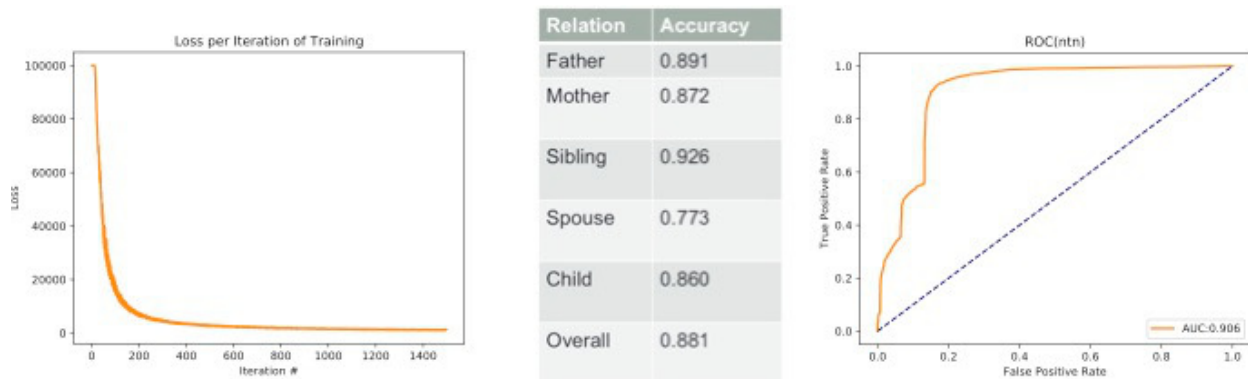 Loss per Iteration of Training
100000
80000
60000
40000
20000
0
Loss
0 200 400 600 800 1000 1200 1400
Iteration #
Relation Accuracy
Father 0.891
Mother 0.872
Sibling 0.926
Spouse 0.773
Child 0.860
Overall 0.881
ROC(ntn)
1.0
0.8
0.6
0.4
0.2
0.0
True Positive Rate
AUC:0.906
0.0 0.2 0.4 0.6 0.8 1.0
False Positive Rate